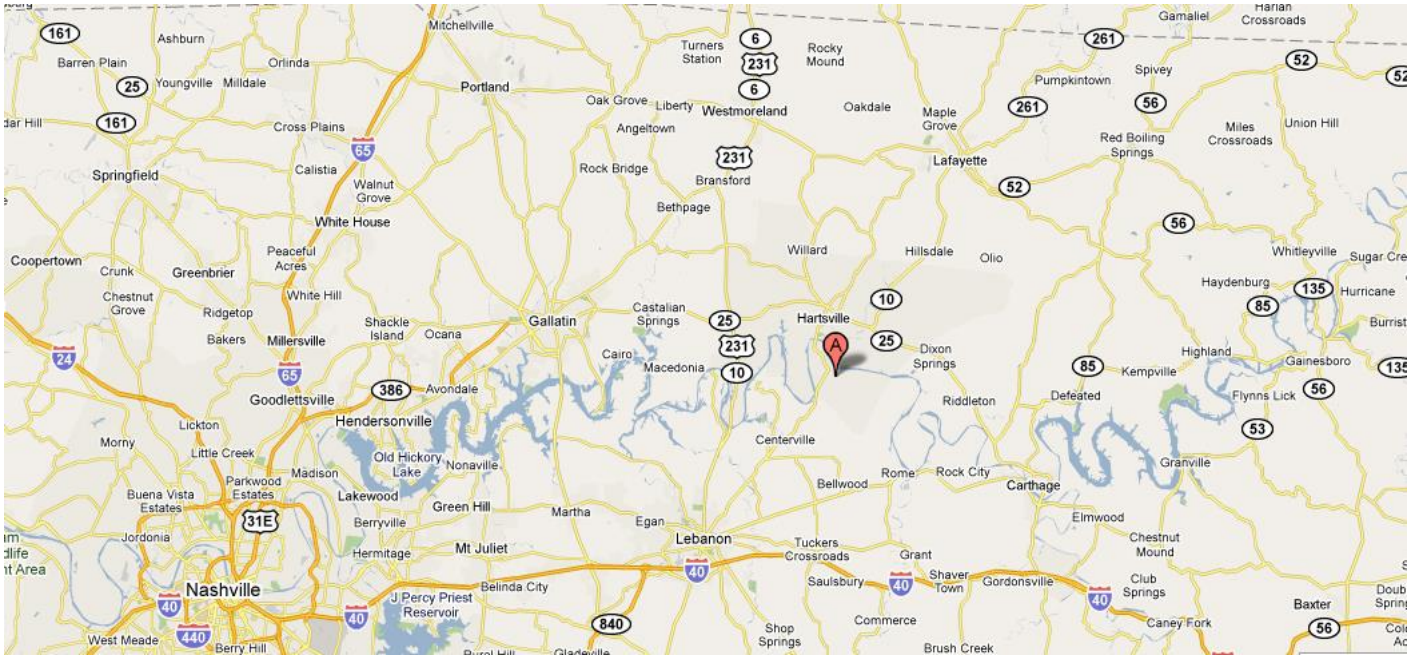 161
Ashburn
Mitchellville
6
Turners
Station
231
6
Rocky
Mound
Gamaliel
Harlan
Crossroads
261
Barren Plain
Orlinda
Youngville
Milldale
25
Portland
Pumpkintown
Spivey
52
52
Oak Grove
Liberty
Westmoreland
Oakdale
Maple
Grove
261
56
161
Cross Plains
Angeltown
Red Boiling
Springs
Miles
Crossroads
Union Hill
65
231
Lafayette
Springfield
Calistia
Walnut
Grove
Rock Bridge
Bransford
52
White House
Bethpage
56
Coopertown
Crunk
Greenbrier
Peaceful
Acres
Willard
Hillsdale
Olio
Whitleyville
Chestnut
Grove
White Hill
Haydenburg
135
Hurricane
Ridgetop
Shackle
Island
Ocana
Gallatin
Castalian
Springs
25
Hartsville
10
85
Bakers
Millersville
24
231
A
25
Dixon
Springs
Highland
Gainesboro
65
Cairo
Macedonia
10
85
Kempville
135
386
Avondale
Goodlettsville
Riddleton
Defeated
56
Flynns Lick
Hendersonville
Lickton
Morny
Centerville
53
Little Creek
Old Hickory
Lake
Nonaville
Rome
Rock City
Granville
Madison
Parkwood
Estates
Lakewood
Bellwood
Carthage
Buena Vista
Estates
Green Hill
Martha
31E
Berryville
Egan
Elmwood
Jordonia
Mt Juliet
Lebanon
Tuckers
Crossroads
Chestnut
Mound
Hermitage
40
Grant
Nashville
Belinda City
Saulsbury
40
Shaver
Town
Gordonsville
Club
Springs
40
40
J Percy Priest
Reservoir
40
Baxter
440
840
Commerce
Caney Fork
56
West Meade
Berry Hill
Gladeville
Shop
Springs
Brush Creek